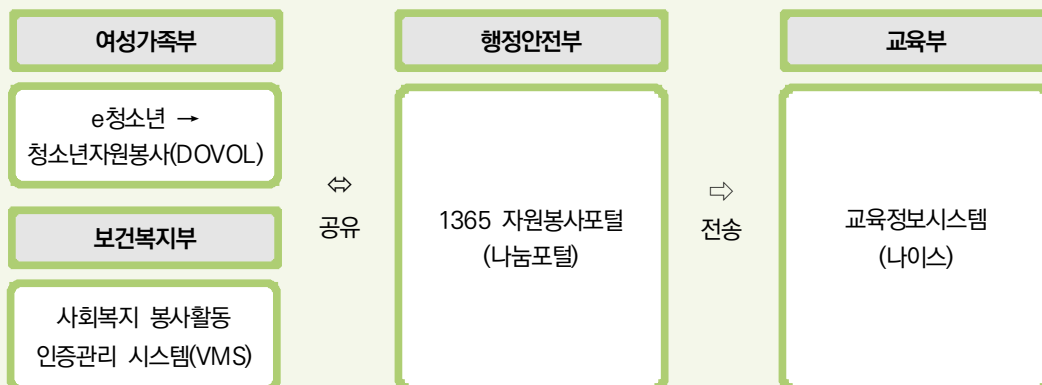 여성가족부
e청소년 →
청소년자원봉사(DOVOL)
보건복지부
사회복지 봉사활동
인증관리 시스템(VMS)
⇔
공유
행정안전부
1365 자원봉사포털
(나눔포털)
⇨
전송
교육부
교육정보시스템
(나이스)